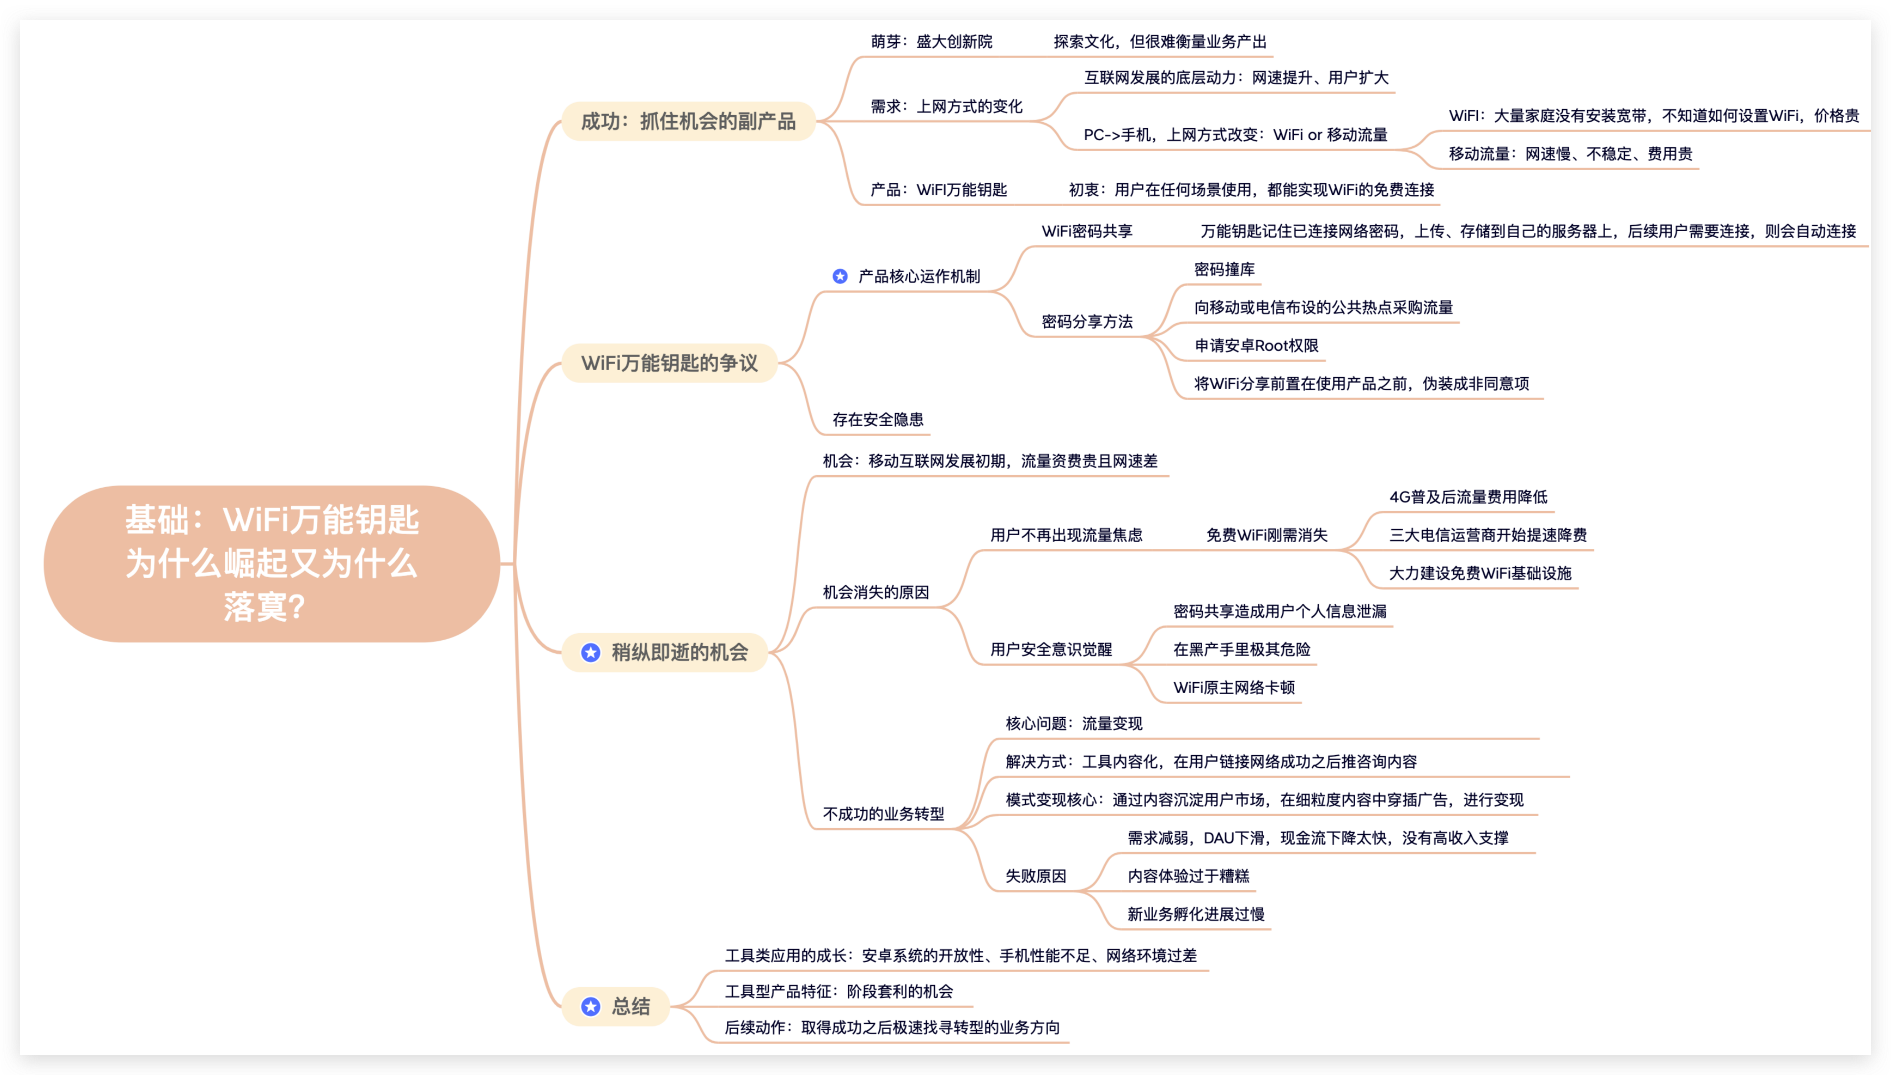 基础：WiFi万能钥匙
为什么崛起又为什么
落寞？
成功：抓住机会的副产品
萌芽：盛大创新院
探索文化，但很难衡量业务产出
需求：上网方式的变化
互联网发展的底层动力：网速提升、用户扩大
PC->手机，上网方式改变：WiFi or 移动流量
WiFI：大量家庭没有安装宽带，不知道如何设置WiFi，价格贵
移动流量：网速慢、不稳定、费用贵
产品：WiFI万能钥匙
初衷：用户在任何场景使用，都能实现WiFi的免费连接
WiFi万能钥匙的争议
产品核心运作机制
WiFi密码共享
万能钥匙记住已连接网络密码，上传、存储到自己的服务器上，后续用户需要连接，则会自动连接
密码分享方法
密码撞库
向移动或电信布设的公共热点采购流量
申请安卓Root权限
将WiFi分享前置在使用产品之前，伪装成非同意项
存在安全隐患
稍纵即逝的机会
机会：移动互联网发展初期，流量资费贵且网速差
机会消失的原因
用户不再出现流量焦虑
免费WiFi刚需消失
4G普及后流量费用降低
三大电信运营商开始提速降费
大力建设免费WiFi基础设施
用户安全意识觉醒
密码共享造成用户个人信息泄漏
在黑产手里极其危险
WiFi原主网络卡顿
不成功的业务转型
核心问题：流量变现
解决方式：工具内容化，在用户链接网络成功之后推咨询内容
模式变现核心：通过内容沉淀用户市场，在细粒度内容中穿插广告，进行变现
失败原因
需求减弱，DAU下滑，现金流下降太快，没有高收入支撑
内容体验过于糟糕
新业务孵化进展过慢
总结
工具类应用的成长：安卓系统的开放性、手机性能不足、网络环境过差
工具型产品特征：阶段套利的机会
后续动作：取得成功之后极速找寻转型的业务方向